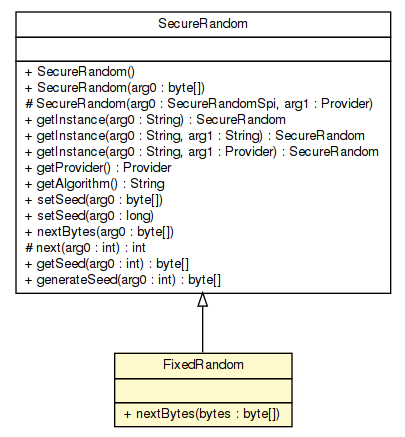 SecureRandom
+ SecureRandom()
+ SecureRandom(arg0 : byte[])
# SecureRandom(arg0 : SecureRandomSpi, arg1 : Provider)
+ getInstance(arg0 : String) : SecureRandom
+ getInstance(arg0 : String, arg1 : String) : SecureRandom
+ getInstance(arg0 : String, arg1 : Provider) : SecureRandom
+ getProvider() : Provider
+ getAlgorithm() : String
+ setSeed(arg0 : byte[])
+ setSeed(arg0 : long)
+ nextBytes(arg0 : byte[])
# next(arg0 : int) : int
+ getSeed(arg0 : int) : byte[]
+ generateSeed(arg0 : int) : byte[]
FixedRandom
+ nextBytes(bytes : byte[])